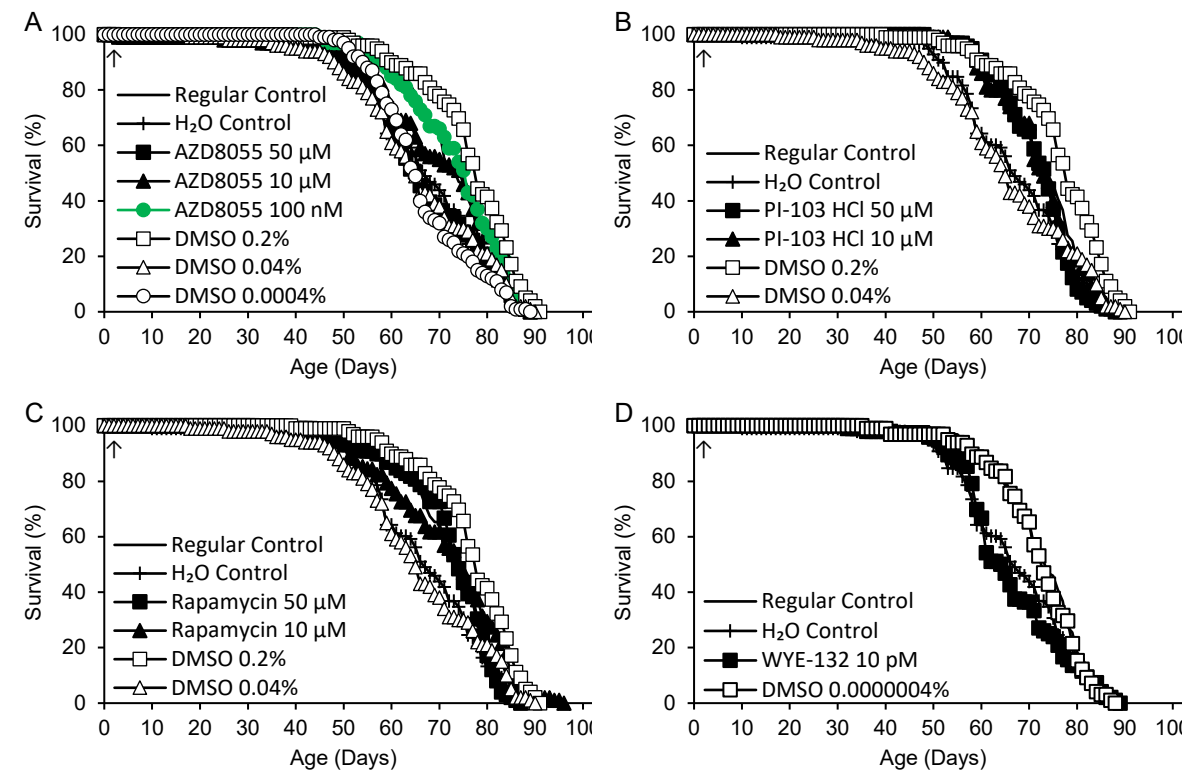 A
100
80
60
40
20
0
Survival (%)
↑
Regular Control
H₂O Control
AZD8055 50 µM
AZD8055 10 µM
AZD8055 100 nM
DMSO 0.2%
DMSO 0.04%
DMSO 0.0004%
0 10 20 30 40 50 60 70 80 90 10
Age (Days)
B
100
80
60
40
20
0
Survival (%)
↑
Regular Control
H₂O Control
PI-103 HCl 50 µM
PI-103 HCl 10 µM
DMSO 0.2%
DMSO 0.04%
0 10 20 30 40 50 60 70 80 90 10
Age (Days)
C
100
80
60
40
20
0
Survival (%)
↑
Regular Control
H₂O Control
Rapamycin 50 µM
Rapamycin 10 µM
DMSO 0.2%
DMSO 0.04%
0 10 20 30 40 50 60 70 80 90 10
Age (Days)
D
100
80
60
40
20
0
Survival (%)
↑
Regular Control
H₂O Control
WYE-132 10 pM
DMSO 0.0000004%
0 10 20 30 40 50 60 70 80 90 10
Age (Days)